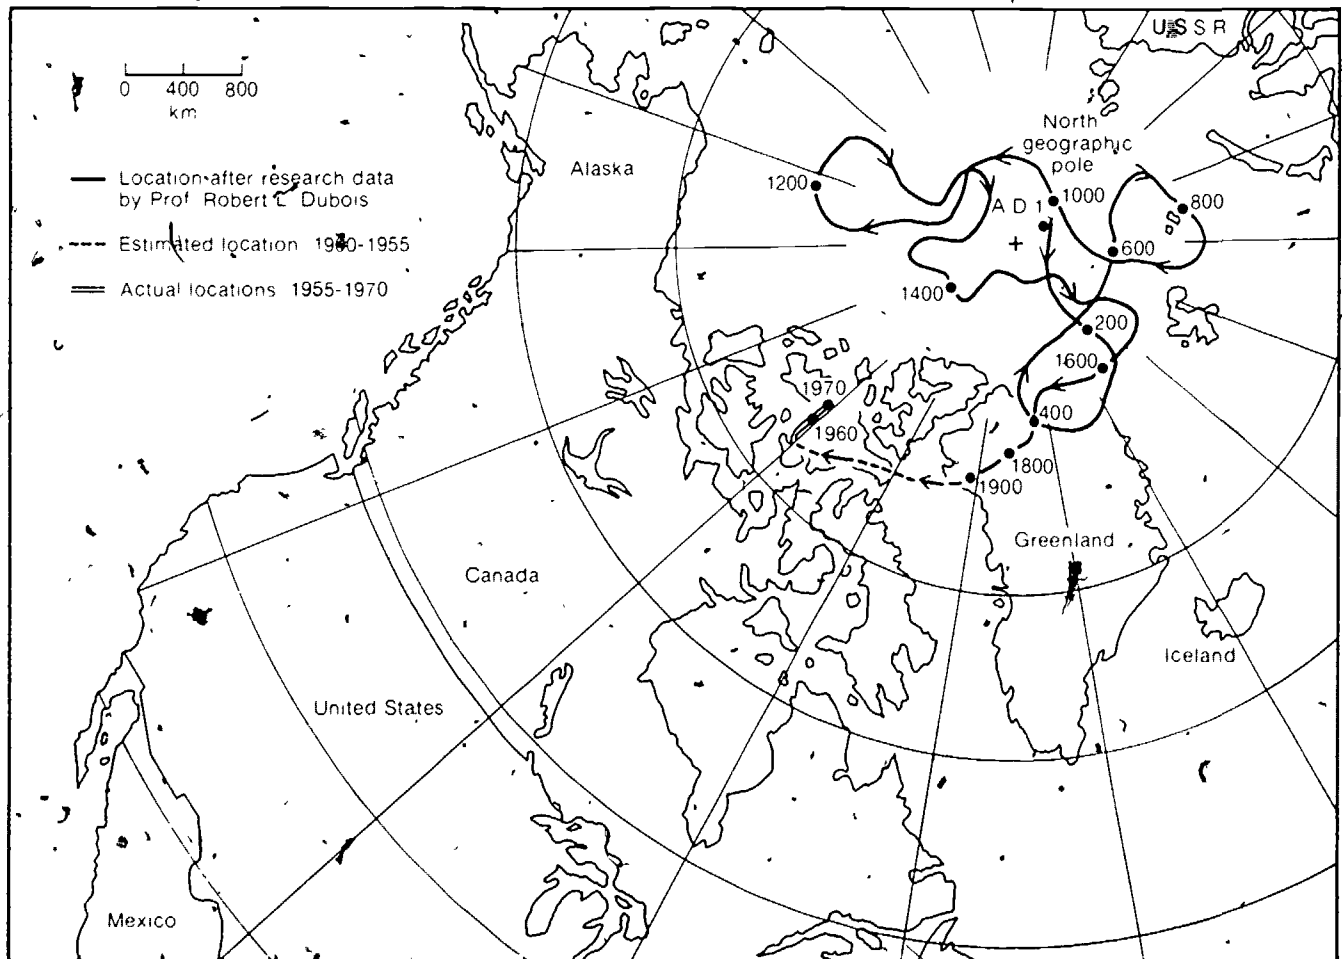 USSR
0 400 800
km
Location after research data
by Prof Robert L Dubois
Estimated location 1900-1955
Actual locations 1955-1970
Alaska
North
geographic
pole
1200
1000
800
A D 1
600
1400
200
1600
1970
400
1960
1800
1900
Greenland
Canada
Iceland
United States
Mexico